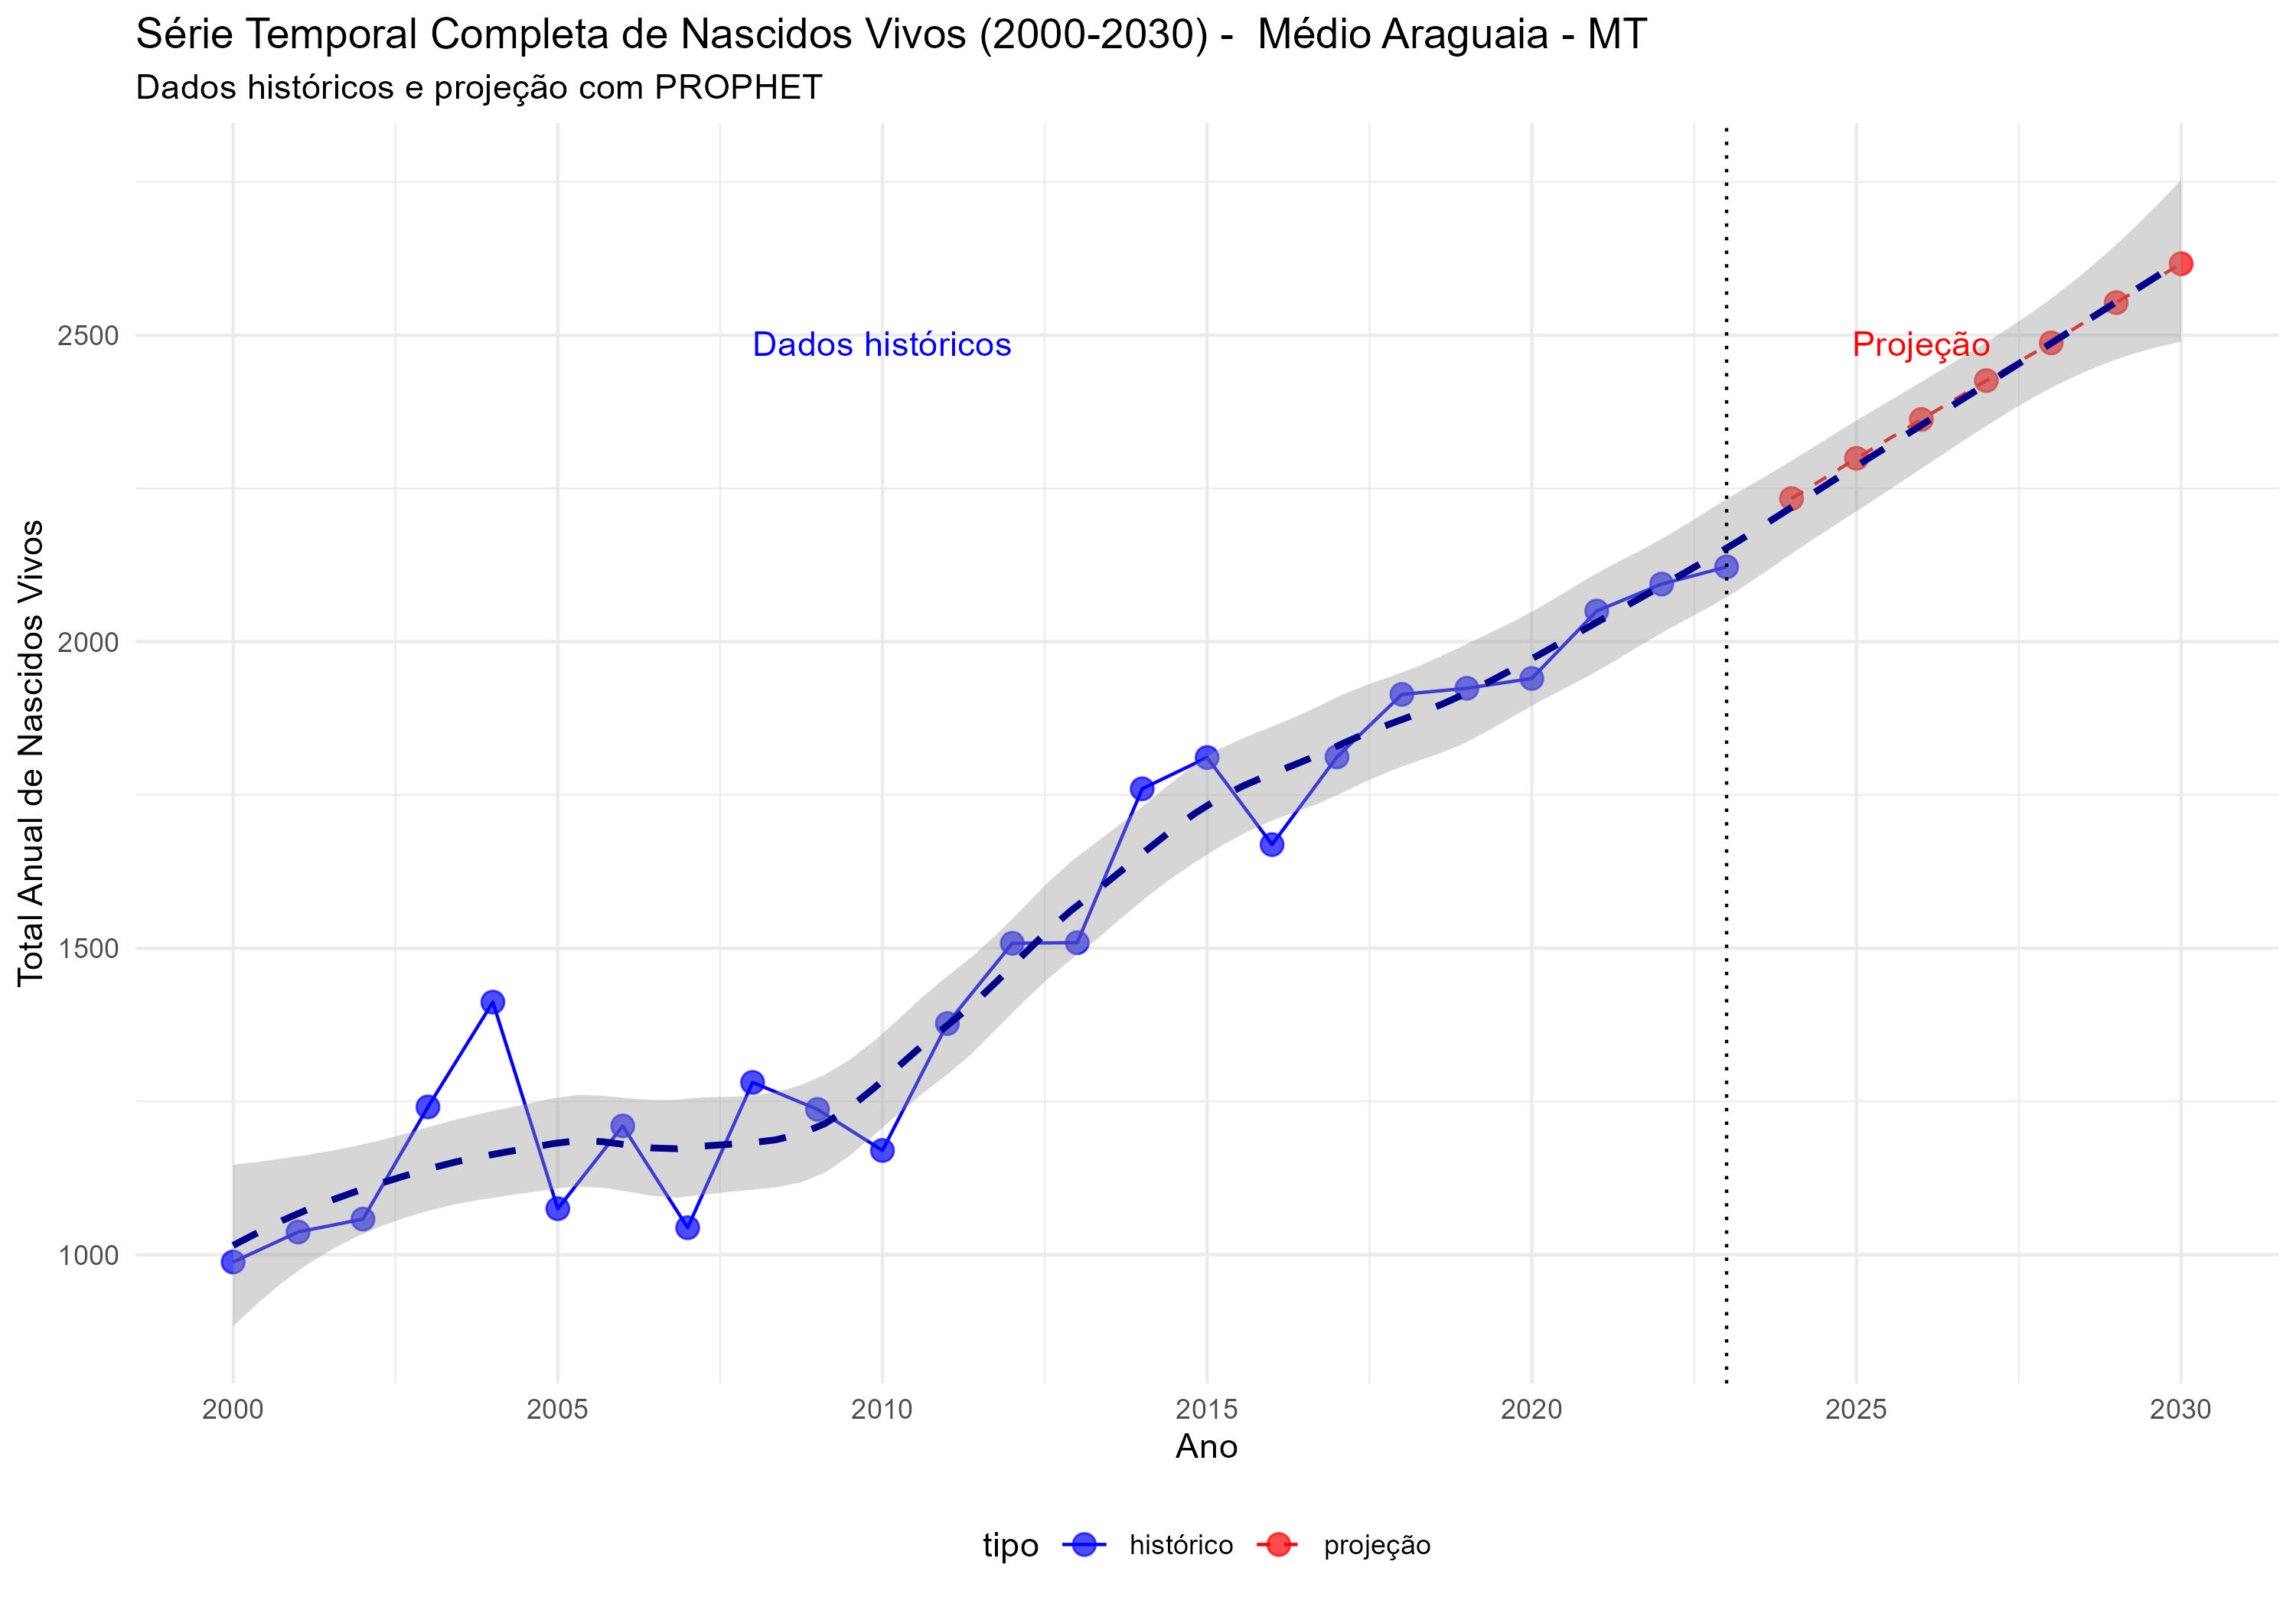 Série Temporal Completa de Nascidos Vivos (2000-2030) -  Médio Araguaia - MT
Dados históricos e projeção com PROPHET
Total Anual de Nascidos Vivos
2500
2000
1500
1000
Dados históricos
Projeção
2000
2005
2010
2015
2020
2025
2030
Ano
tipo
histórico
projeção